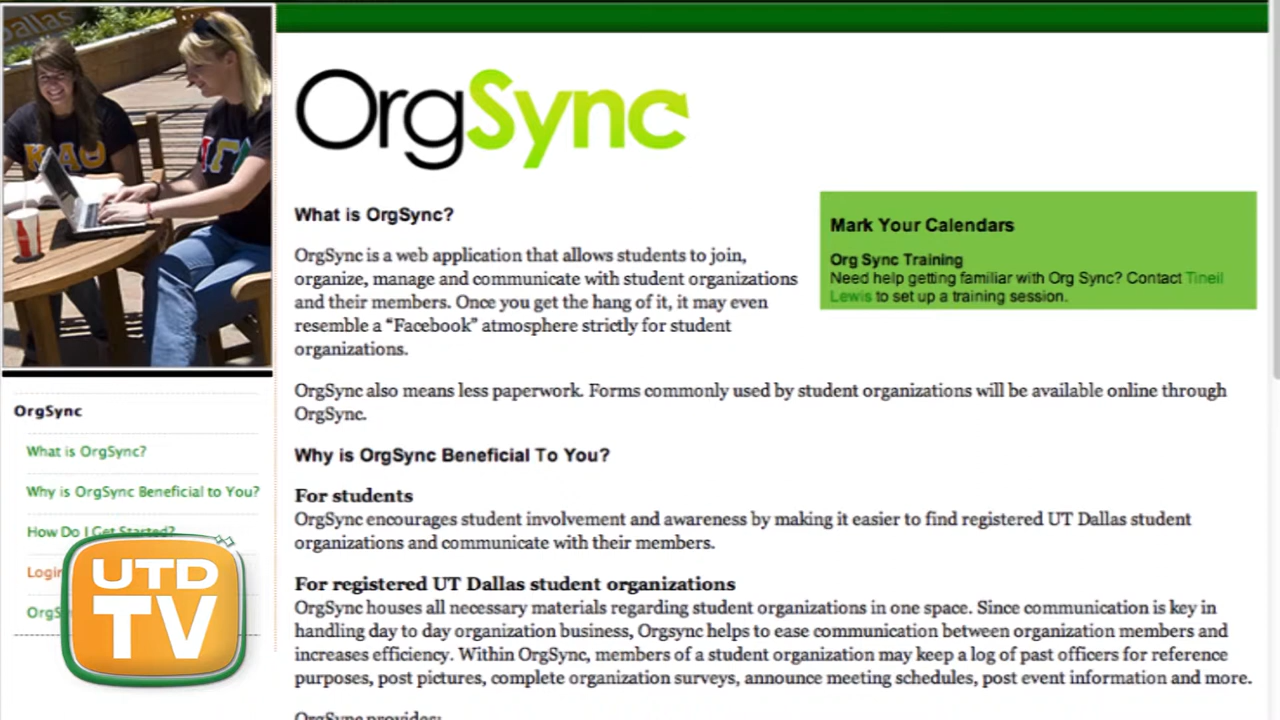 Dallas
ΚΑΘ
OrgSync
What is OrgSync?
OrgSync is a web application that allows students to join,
organize, manage and communicate with student organizations
and their members. Once you get the hang of it, it may even
resemble a “Facebook” atmosphere strictly for student
organizations.
Mark Your Calendars
Org Sync Training
Need help getting familiar with Org Sync? Contact Tineil
Lewis to set up a training session.
OrgSync also means less paperwork. Forms commonly used by student organizations will be available online through
OrgSync.
Why is OrgSync Beneficial To You?
For students
OrgSync encourages student involvement and awareness by making it easier to find registered UT Dallas student
organizations and communicate with their members.
For registered UT Dallas student organizations
OrgSync houses all necessary materials regarding student organizations in one space. Since communication is key in
handling day to day organization business, Orgsync helps to ease communication between organization members and
increases efficiency. Within OrgSync, members of a student organization may keep a log of past officers for reference
purposes, post pictures, complete organization surveys, announce meeting schedules, post event information and more.
OrgSync provides:
OrgSync
What is OrgSync?
Why is OrgSync Beneficial to You?
How Do I Get Started?
Login
UTD
TV